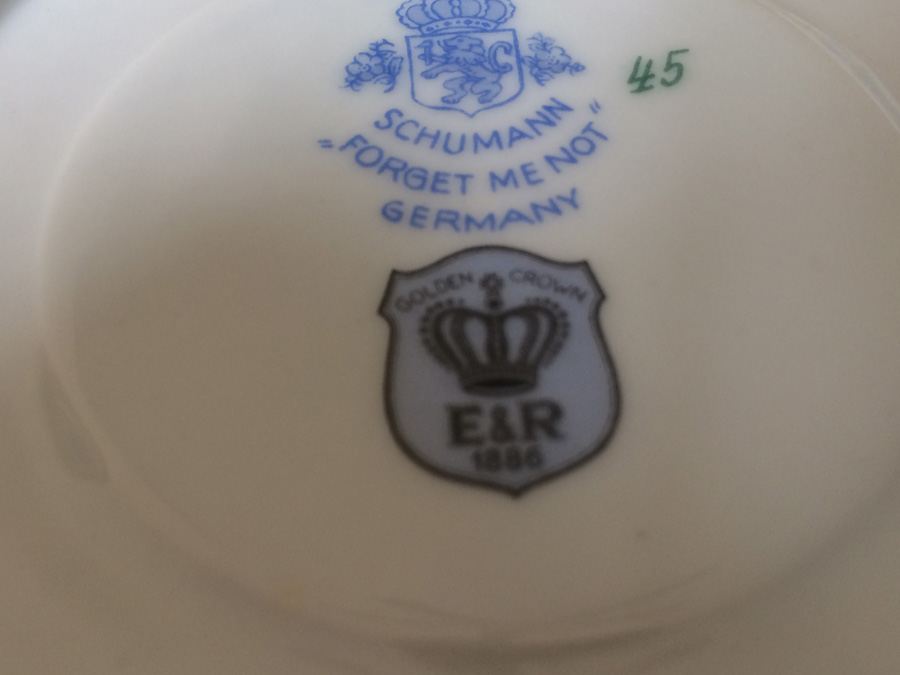 45
SCHUMANN
„FORGET ME NOT“
GERMANY
GOLDEN CROWN
E&R
1886